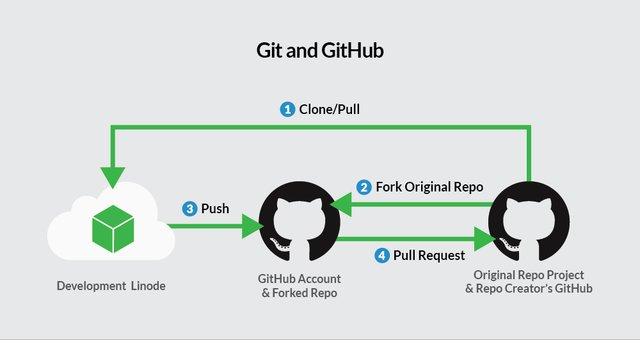 Git and GitHub
1 Clone/Pull
2 Fork Original Repo
3 Push
4 Pull Request
Development Linode
GitHub Account
& Forked Repo
Original Repo Project
& Repo Creator's GitHub